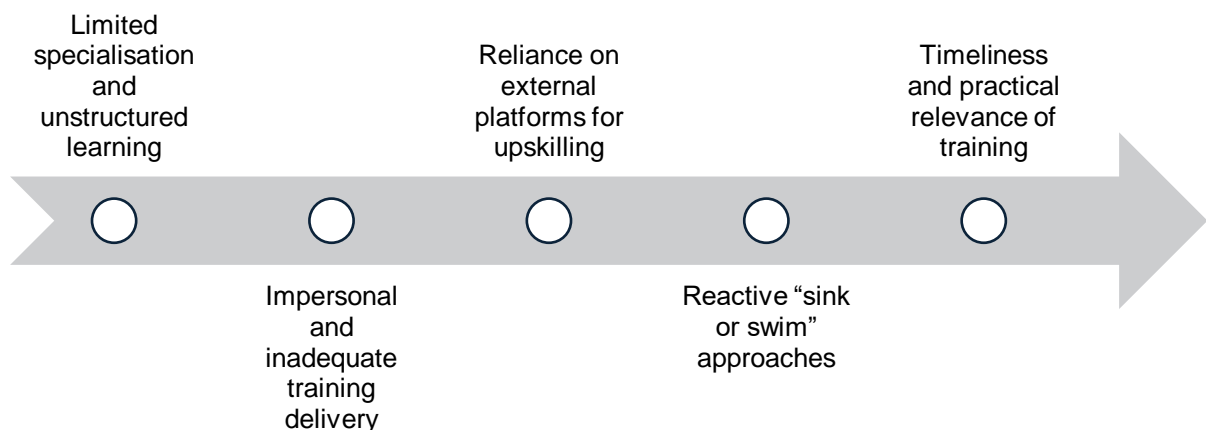 Limited
specialisation
and
unstructured
learning
Impersonal
and
inadequate
training
delivery
Reliance on
external
platforms for
upskilling
Reactive “sink
or swim”
approaches
Timeliness
and practical
relevance of
training